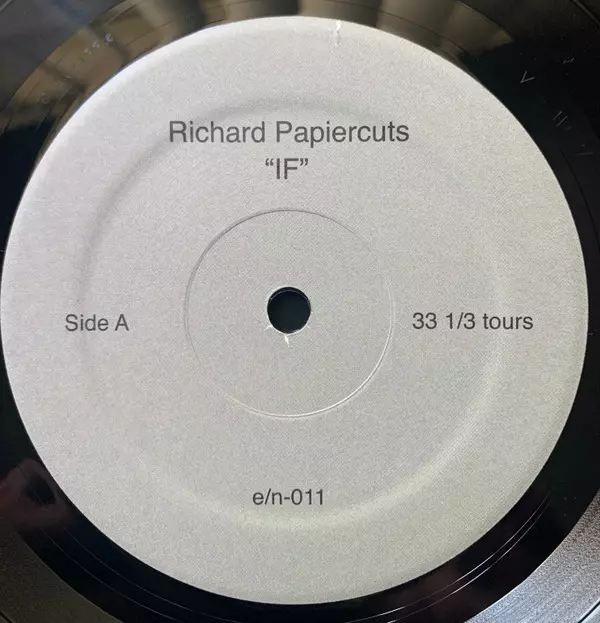 Richard Papiercuts
“IF”
Side A
33 1/3 tours
e/n-011